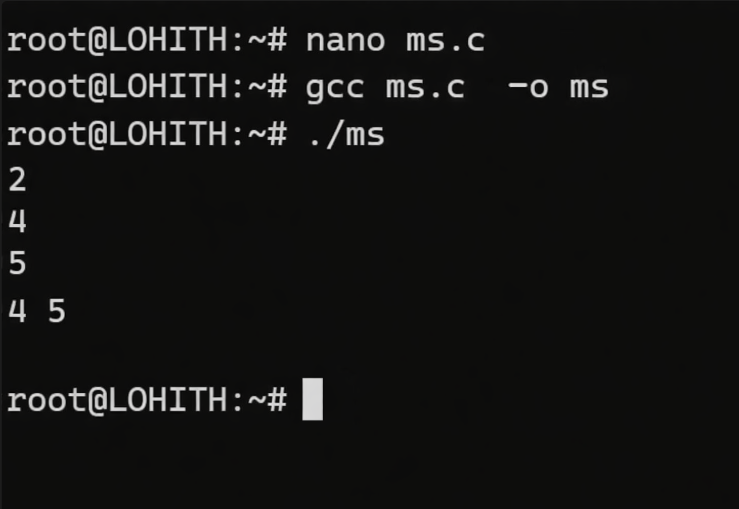 root@LOHITH:~# nano ms.c
root@LOHITH:~# gcc ms.c  -o ms
root@LOHITH:~# ./ms
2
4
5
4 5
root@LOHITH:~#